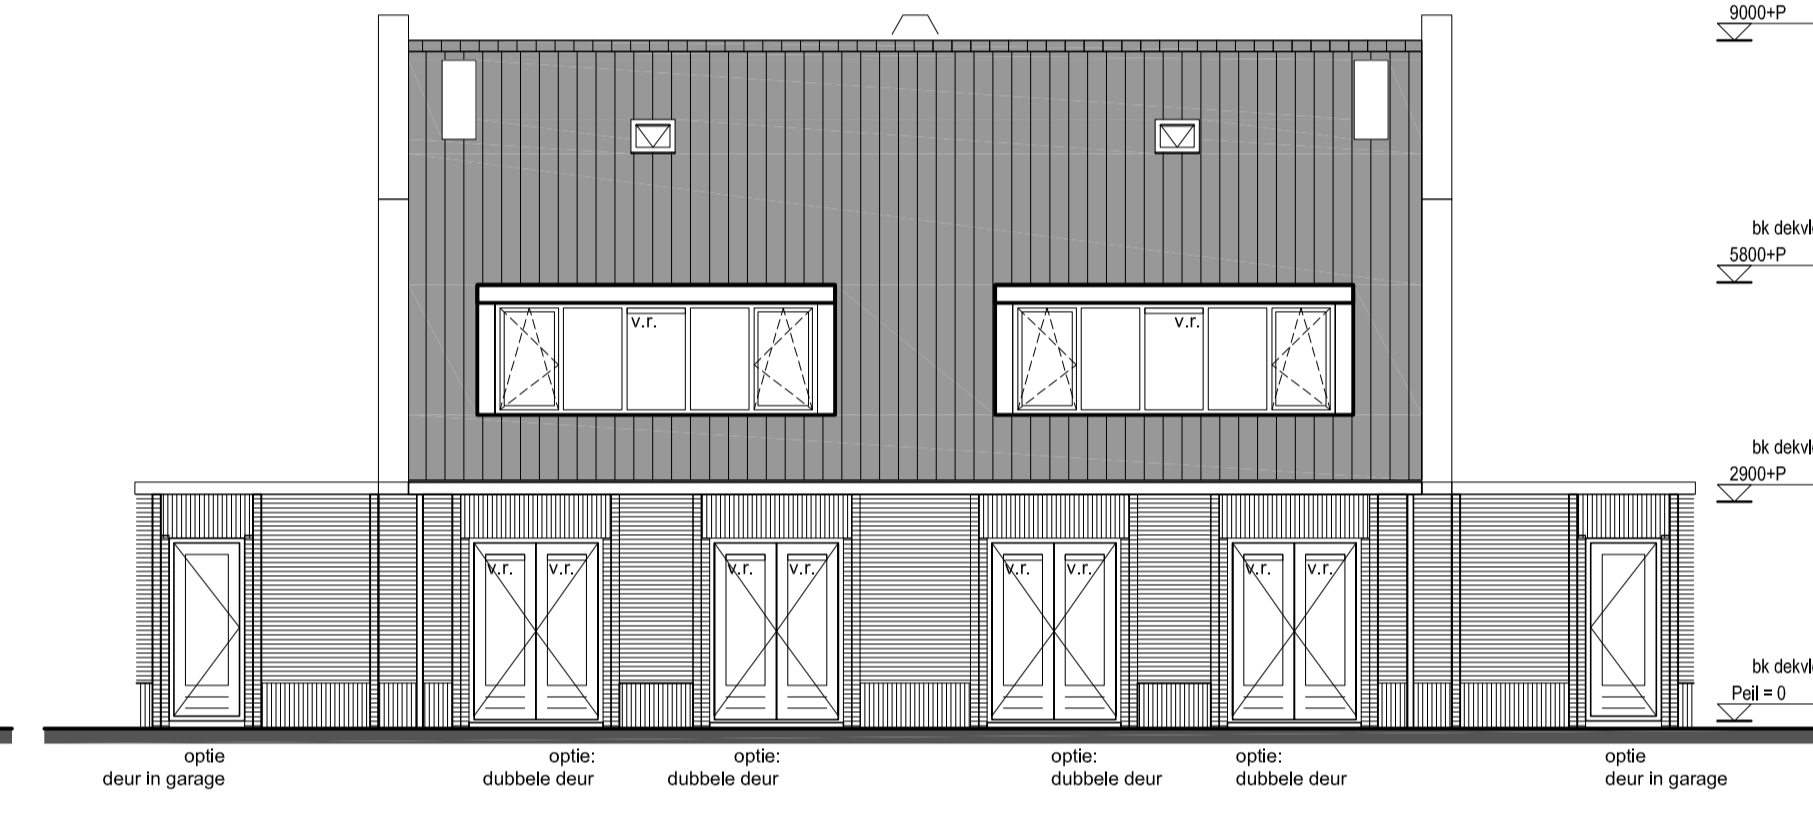 9000+P
bk dekvl
5800+P
v.r.
v.r.
bk dekvl
2900+P
v.r.
v.r.
v.r.
v.r.
v.r.
v.r.
v.r.
v.r.
bk dekvl
Peil = 0
optie
deur in garage
optie:
dubbele deur
optie:
dubbele deur
optie:
dubbele deur
optie:
dubbele deur
optie
deur in garage